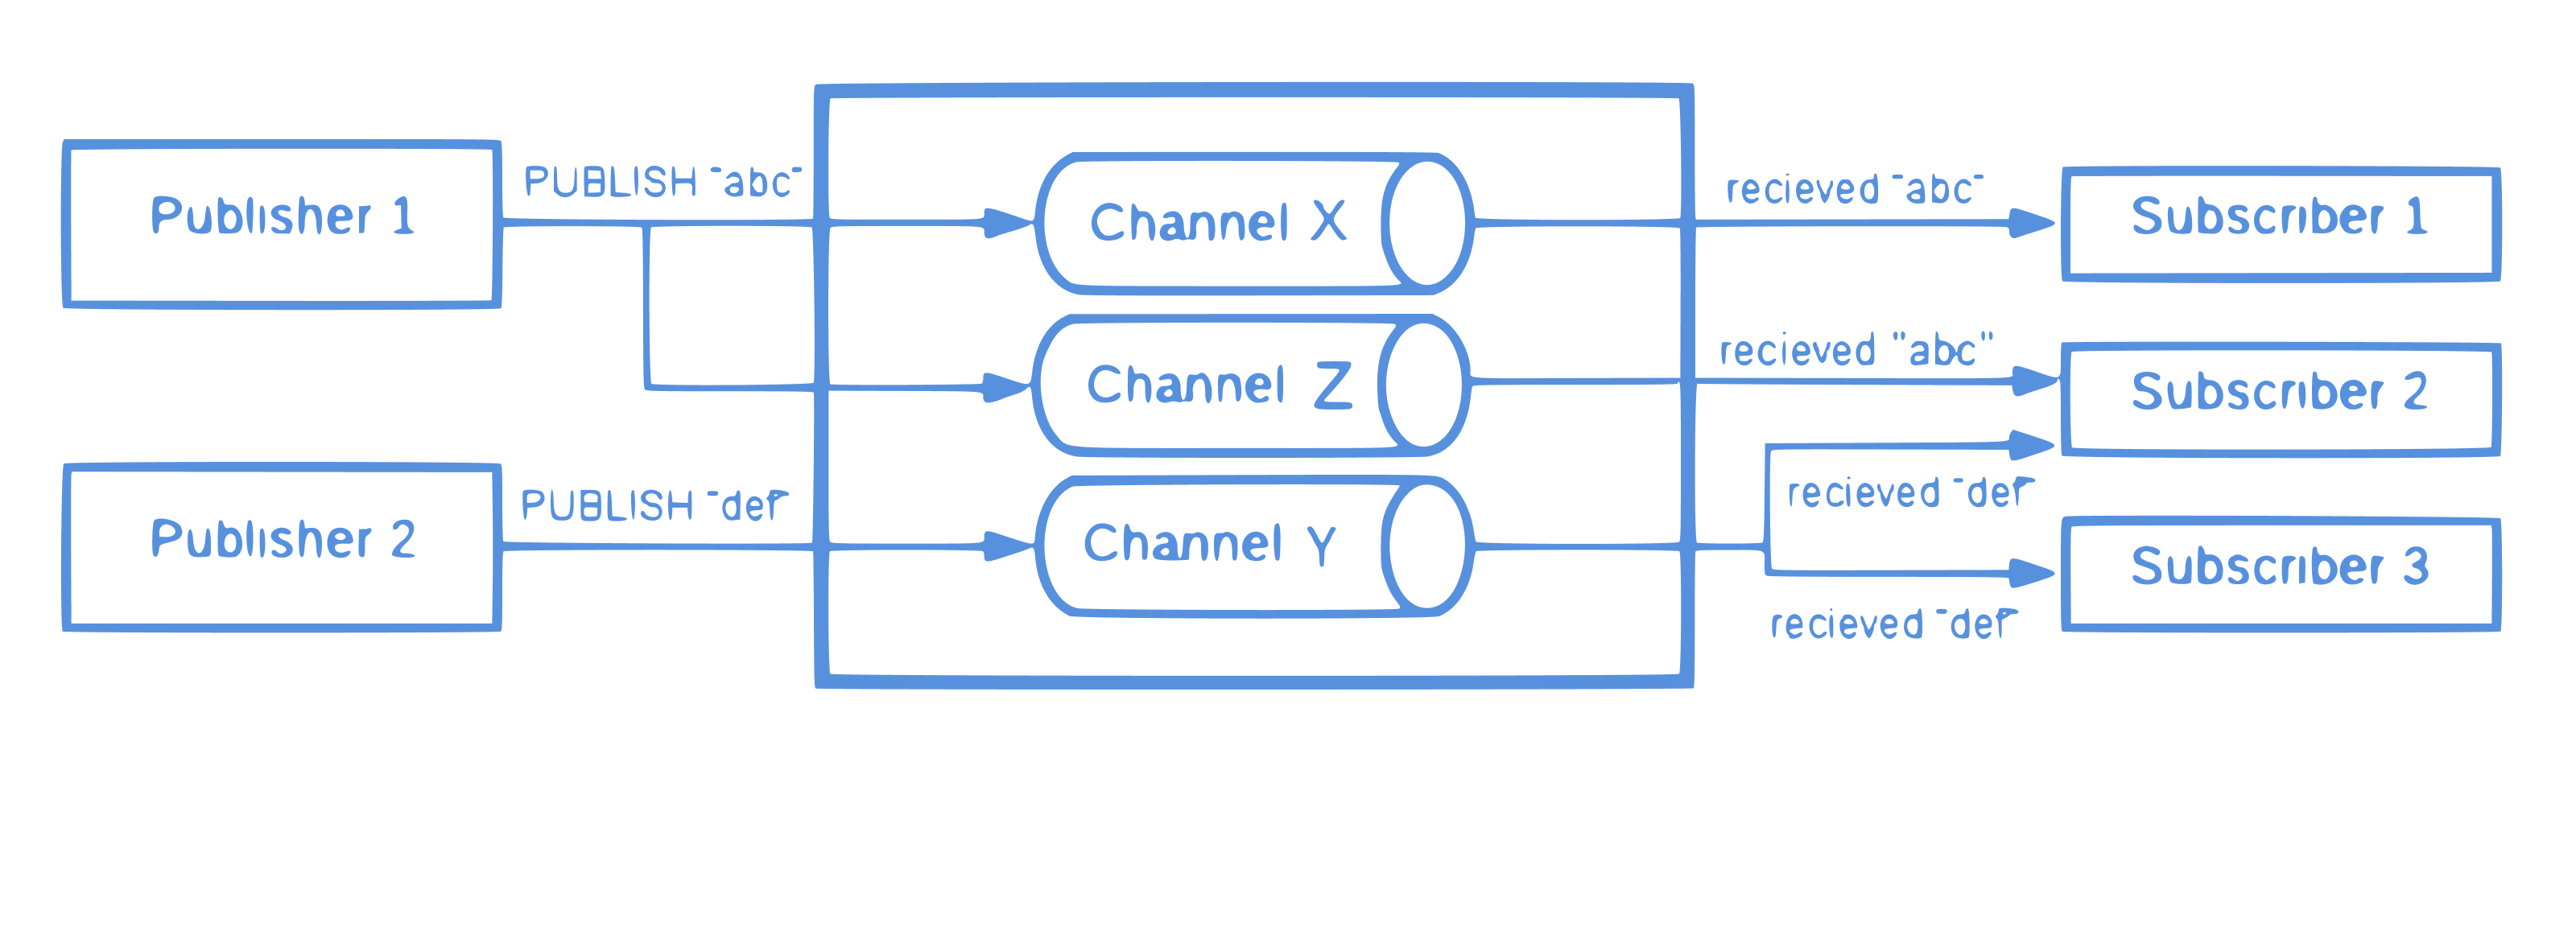 Publisher 1
PUBLISH "abc"
Channel X
recieved "abc"
Subscriber 1
Channel Z
recieved "abc"
Subscriber 2
Publisher 2
PUBLISH "def"
Channel Y
recieved "def"
Subscriber 3
recieved "def"